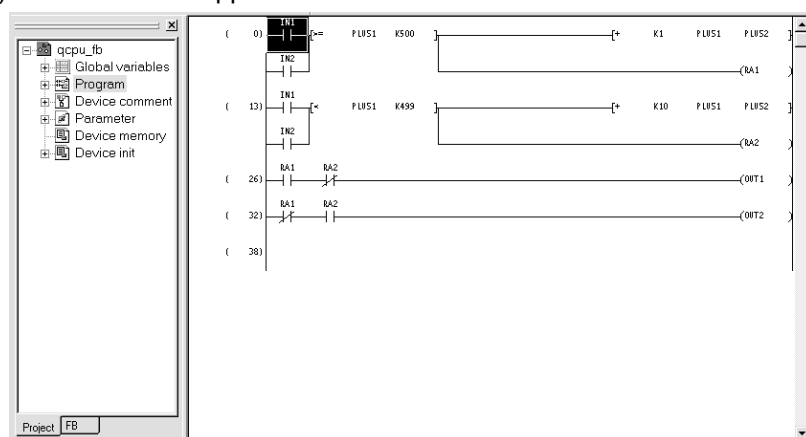 qcpu_fb
Global variables
Program
Device comment
Parameter
Device memory
Device init
Project
FB
IN1
( 0) [>= PLUS1 K500 ] [+ K1 PLUS1 PLUS2 ]
IN2
(RA1 )
IN1
( 13) [< PLUS1 K499 ] [+ K10 PLUS1 PLUS2 ]
IN2
(RA2 )
RA1 RA2
( 26) (OUT1 )
RA1 RA2
( 32) (OUT2 )
( 38)